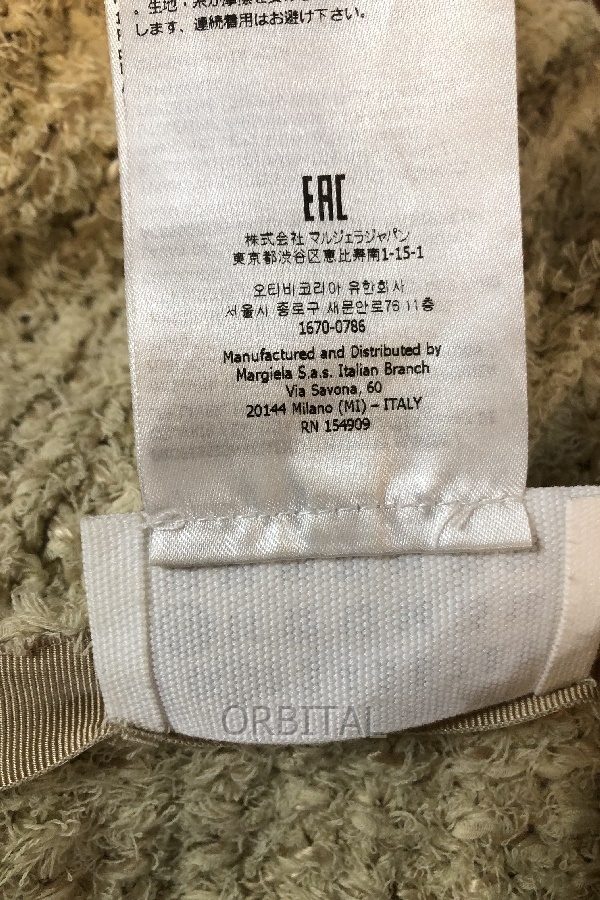 します、連続着用はお避け下さい。
EAC
株式会社 マルジェラジャパン
東京都渋谷区恵比寿南1-15-1
오티비코리아 유한회사
서울시 종로구 새문안로76 11층
1670-0786
Manufactured and Distributed by
Margiela S.a.s. Italian Branch
Via Savona, 60
20144 Milano (MI) – ITALY
RN 154909
ORBITAL